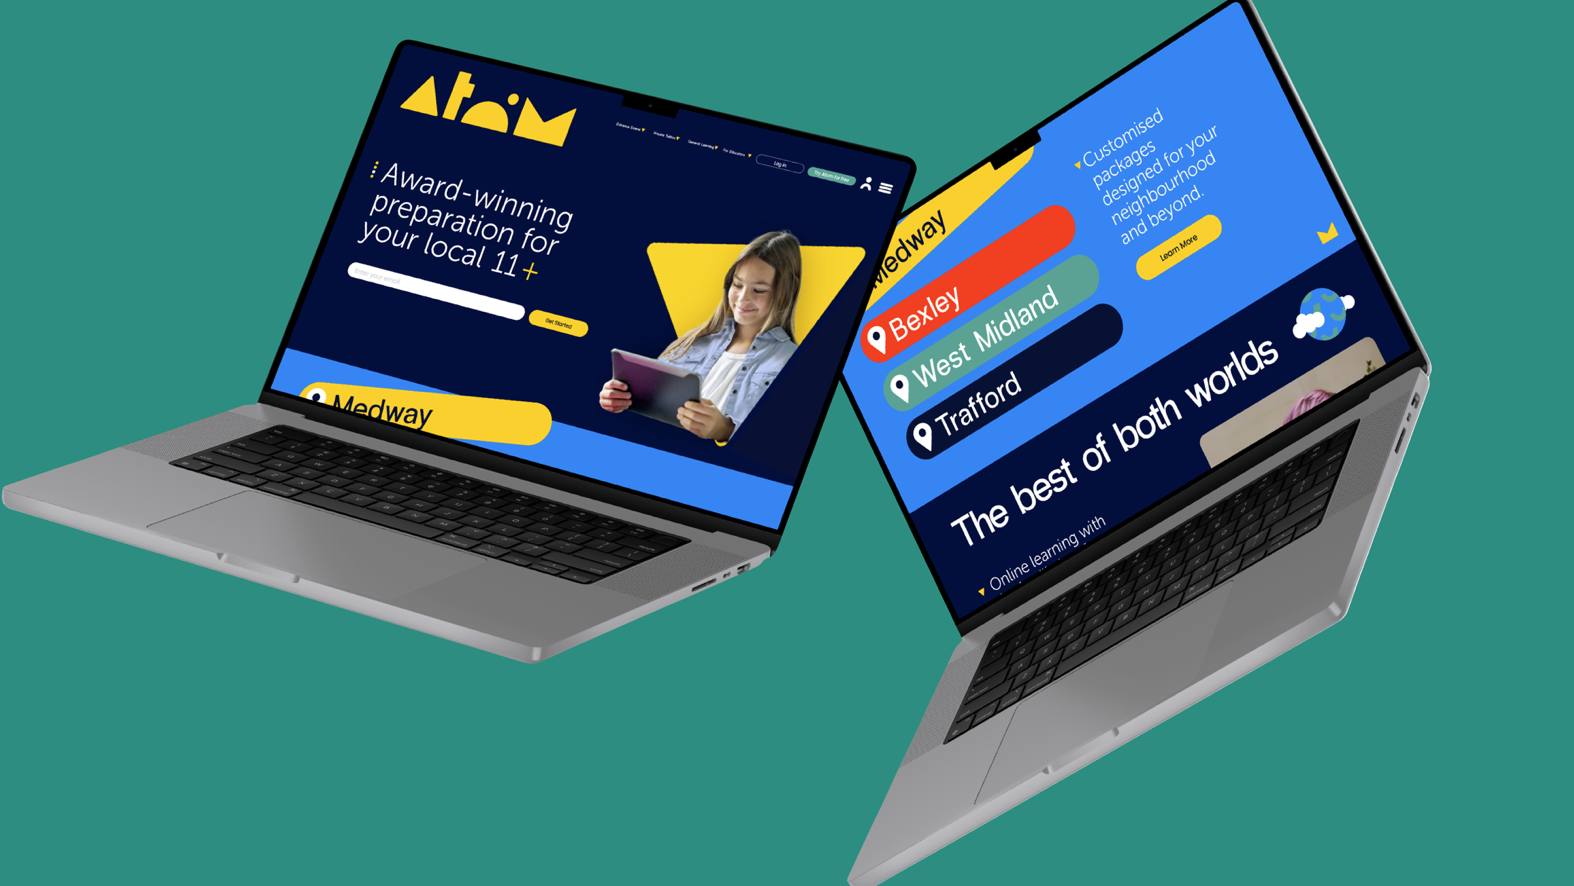 Atom
Entrance Exams
Private Tuition
General Learning
For Educators
Log In
Try Atom for free
Award-winning
preparation for
your local 11+
Enter your email
Get Started
Medway
Medway
Bexley
West Midland
Trafford
Customised
packages
designed for your
neighbourhood
and beyond.
Learn More
The best of both worlds
Online learning with